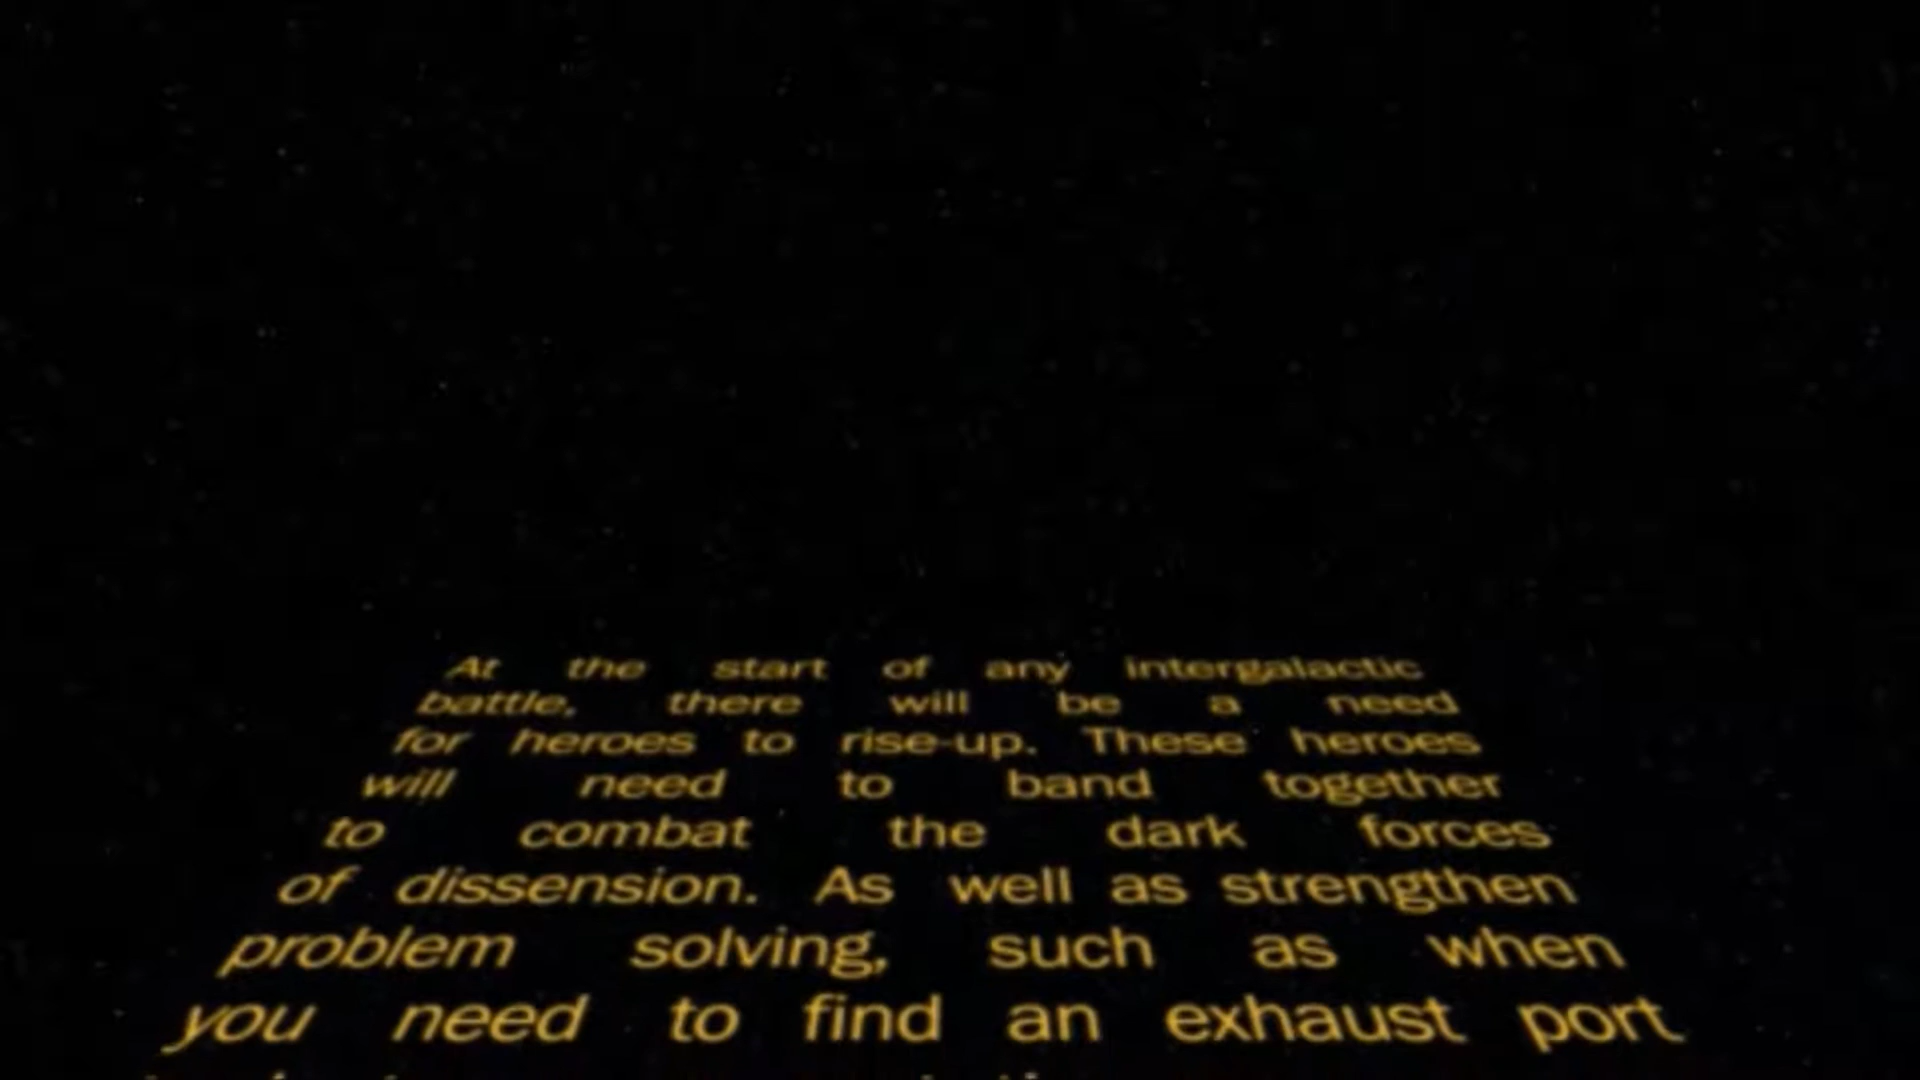 At the start of any intergalactic
battle, there will be a need
for heroes to rise-up. These heroes
will need to band together
to combat the dark forces
of dissension. As well as strengthen
problem solving, such as when
you need to find an exhaust port